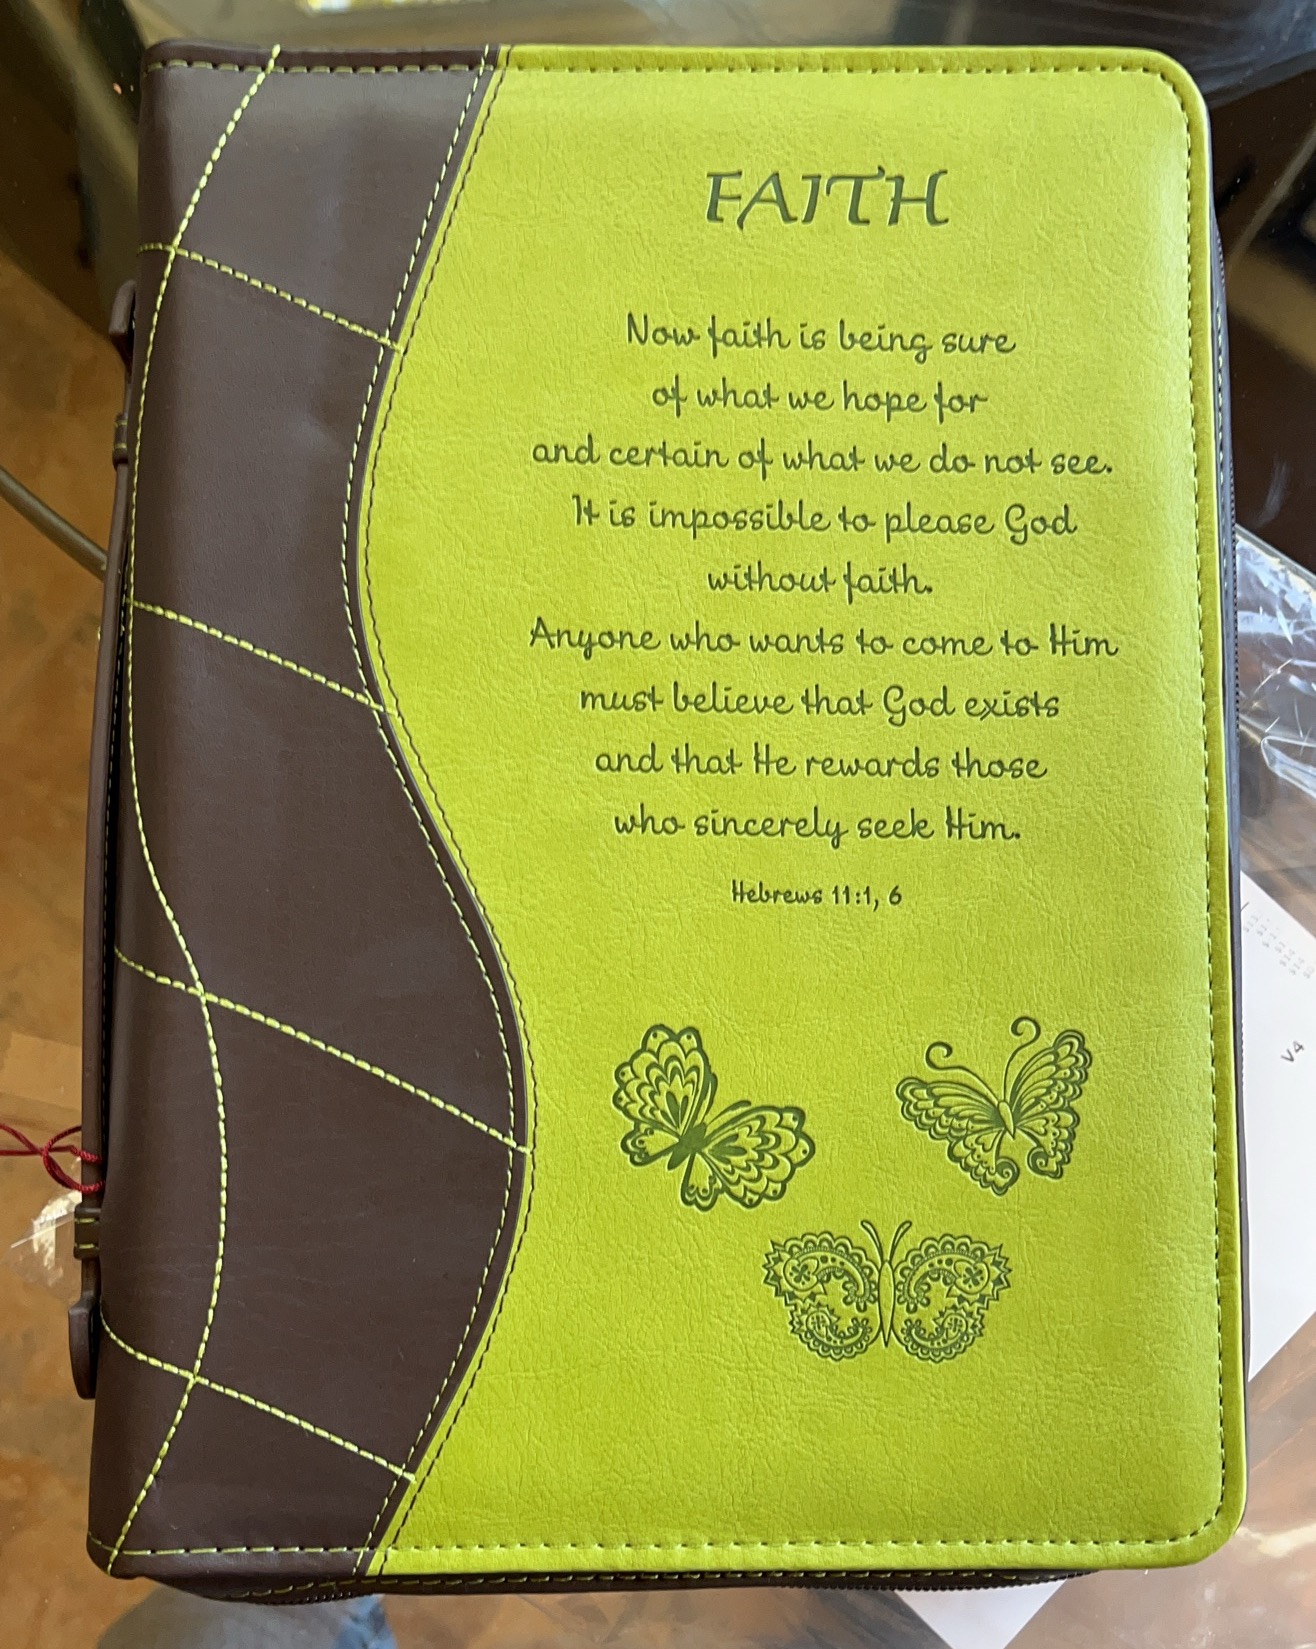 FAITH
Now faith is being sure
of what we hope for
and certain of what we do not see.
It is impossible to please God
without faith.
Anyone who wants to come to Him
must believe that God exists
and that He rewards those
who sincerely seek Him.
Hebrews 11:1, 6
V4